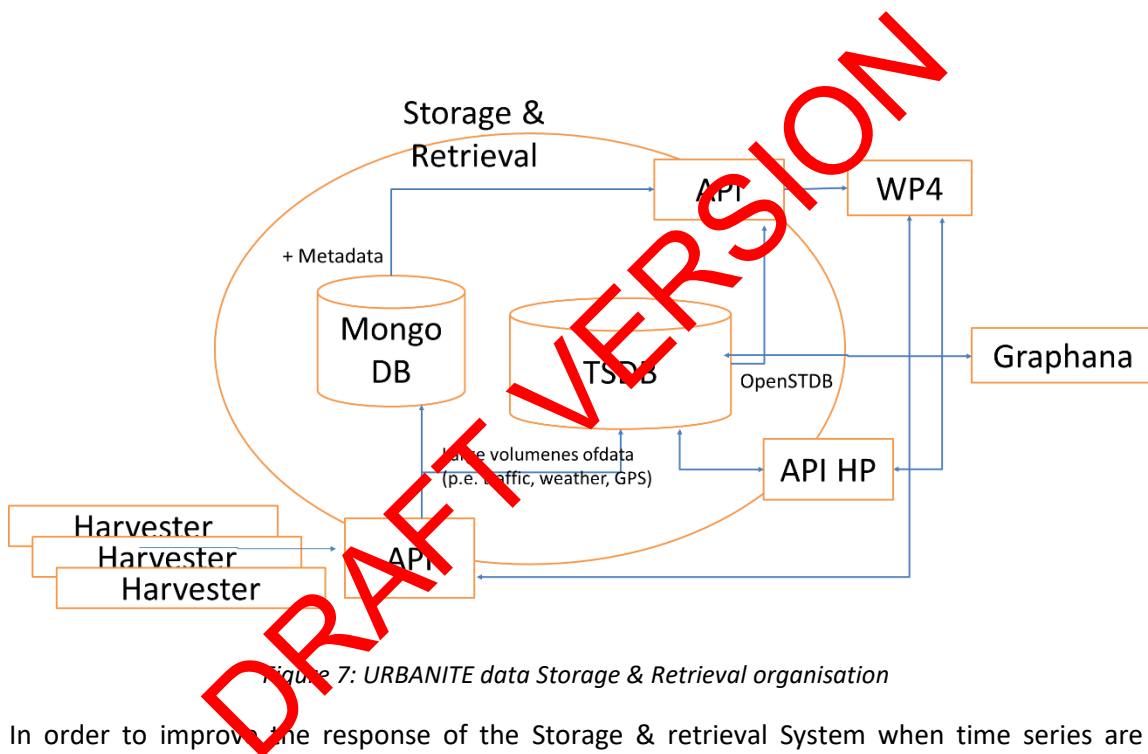 Storage &
Retrieval
API
WP4
+ Metadata
Mongo
DB
TSDB
OpenSTDB
Graphana
Large volumenes ofdata
(p.e. traffic, weather, GPS)
API HP
Harvester
Harvester
Harvester
API
DRAFT VERSION
Figure 7: URBANITE data Storage & Retrieval organisation
In order to improve the response of the Storage & retrieval System when time series are